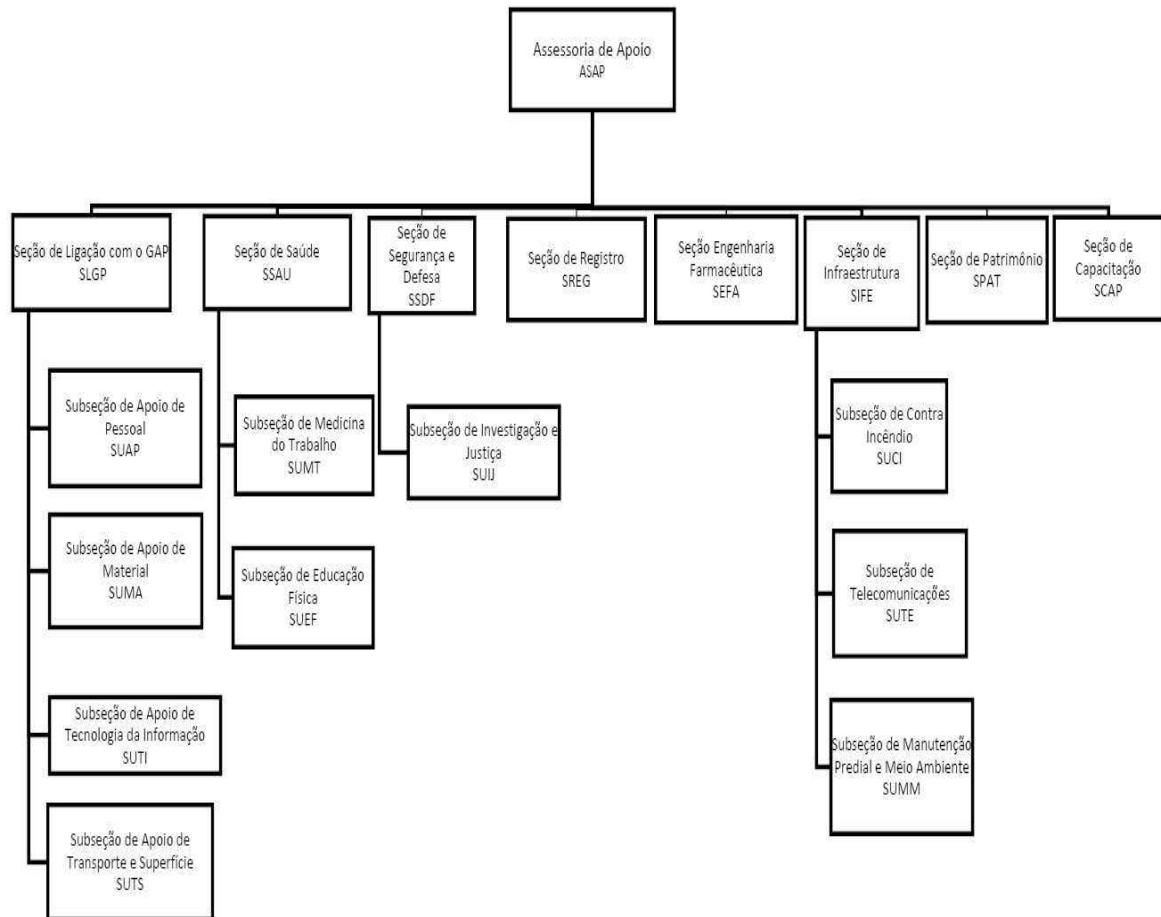 Assessoria de Apoio
ASAP
Seção de Ligação com o GAP
SLGP
Seção de Saúde
SSAU
Seção de
Segurança e
Defesa
SSDF
Seção de Registro
SREG
Seção Engenharia
Farmacêutica
SEFA
Seção de
Infraestrutura
SIFE
Seção de Patrimônio
SPAT
Seção de
Capacitação
SCAP
Subseção de Apoio de
Pessoal
SUAP
Subseção de Apoio de
Material
SUMA
Subseção de Apoio de
Tecnologia da Informação
SUTI
Subseção de Apoio de
Transporte e Superfície
SUTS
Subseção de Medicina
do Trabalho
SUMT
Subseção de Educação
Física
SUEF
Subseção de Investigação e
Justiça
SUIJ
Subseção de Contra
Incêndio
SUCI
Subseção de
Telecomunicações
SUTE
Subseção de Manutenção
Predial e Meio Ambiente
SUMM